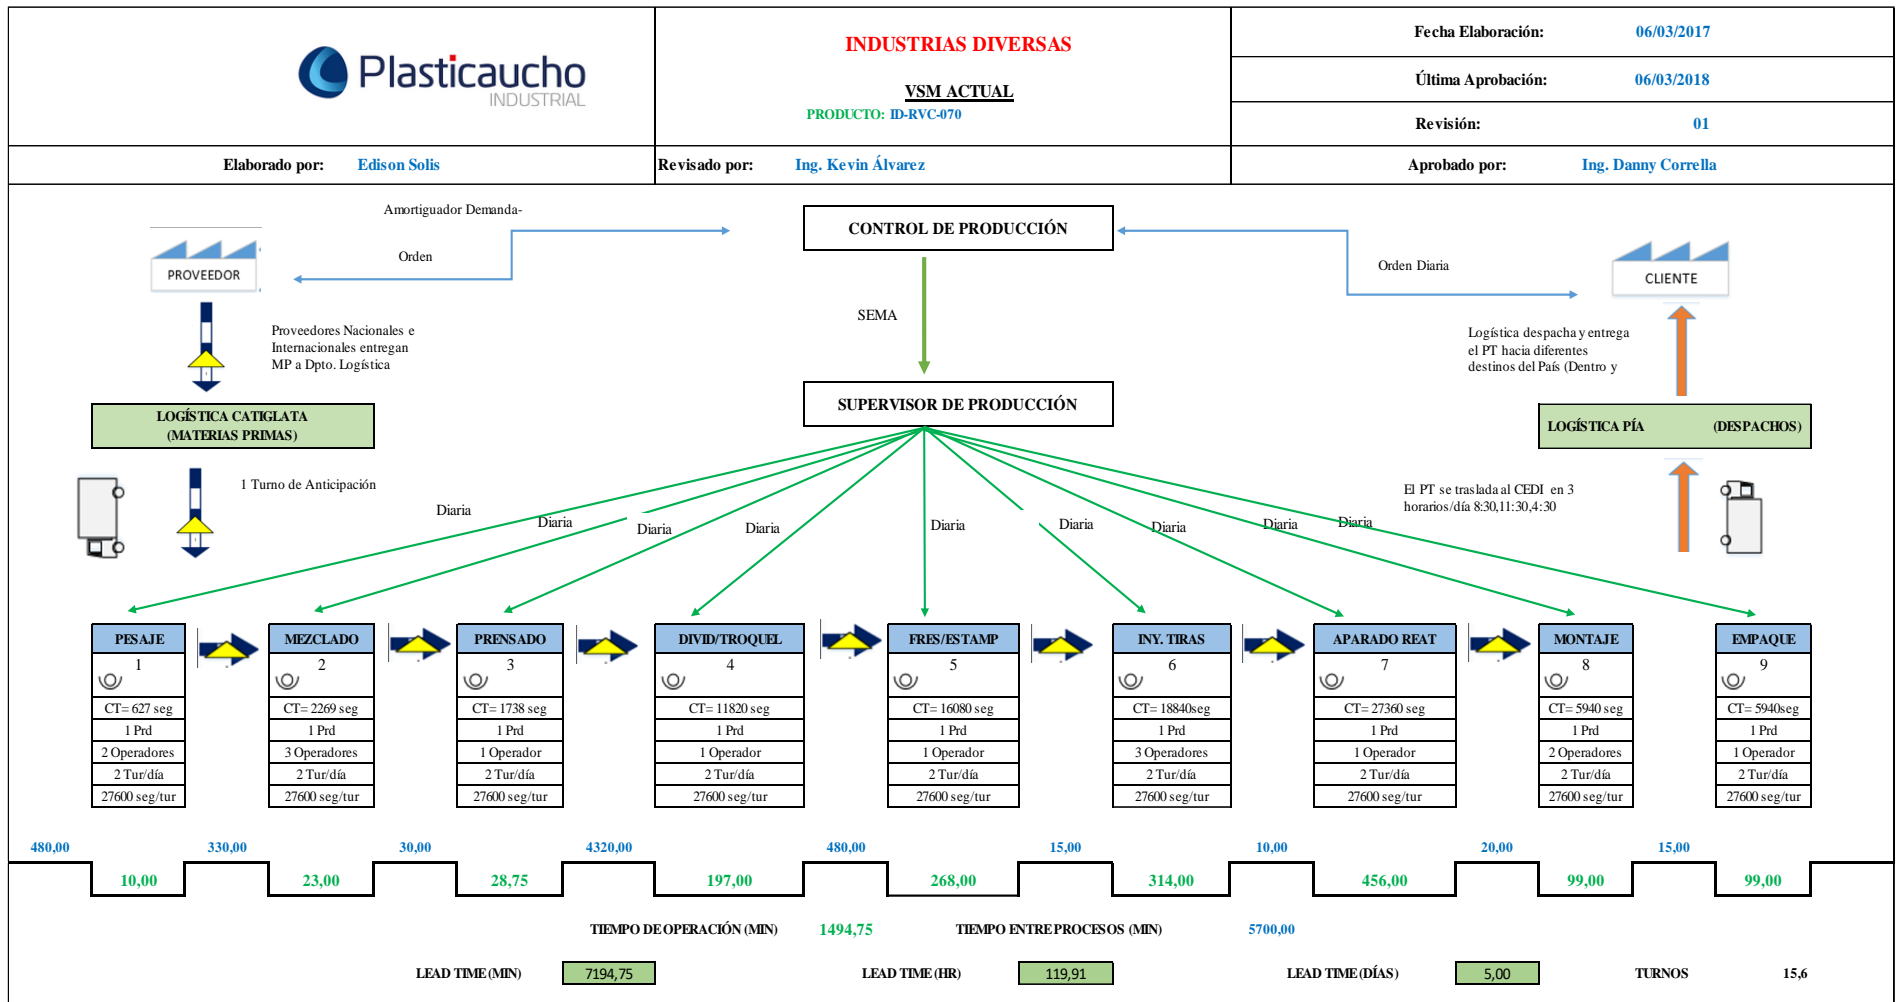 Plasticaucho
INDUSTRIAL
INDUSTRIAS DIVERSAS
VSM ACTUAL
PRODUCTO: ID-RVC-070
Fecha Elaboración: 06/03/2017
Última Aprobación: 06/03/2018
Revisión: 01
Elaborado por: Edison Solis
Revisado por: Ing. Kevin Álvarez
Aprobado por: Ing. Danny Corrella
Amortiguador Demanda-
Orden
PROVEEDOR
CONTROL DE PRODUCCIÓN
Orden Diaria
CLIENTE
SEMA
Proveedores Nacionales e
Internacionales entregan
MP a Dpto. Logística
Logística despacha y entrega
el PT hacia diferentes
destinos del País (Dentro y
LOGÍSTICA CATIGLATA
(MATERIAS PRIMAS)
SUPERVISOR DE PRODUCCIÓN
LOGÍSTICA PÍA (DESPACHOS)
1 Turno de Anticipación
El PT se traslada al CEDI en 3
horarios/día 8:30,11:30,4:30
Diaria Diaria Diaria Diaria Diaria Diaria Diaria Diaria Diaria
PESAJE
1
CT= 627 seg
1 Prd
2 Operadores
2 Tur/día
27600 seg/tur
MEZCLADO
2
CT= 2269 seg
1 Prd
3 Operadores
2 Tur/día
27600 seg/tur
PRENSADO
3
CT= 1738 seg
1 Prd
1 Operador
2 Tur/día
27600 seg/tur
DIVID/TROQUEL
4
CT= 11820 seg
1 Prd
1 Operador
2 Tur/día
27600 seg/tur
FRES/ESTAMP
5
CT= 16080 seg
1 Prd
1 Operador
2 Tur/día
27600 seg/tur
INY. TIRAS
6
CT= 18840seg
1 Prd
3 Operadores
2 Tur/día
27600 seg/tur
APARADO REAT
7
CT= 27360 seg
1 Prd
1 Operador
2 Tur/día
27600 seg/tur
MONTAJE
8
CT= 5940 seg
1 Prd
2 Operadores
2 Tur/día
27600 seg/tur
EMPAQUE
9
CT= 5940seg
1 Prd
1 Operador
2 Tur/día
27600 seg/tur
480,00 330,00 30,00 4320,00 480,00 15,00 10,00 20,00 15,00
10,00 23,00 28,75 197,00 268,00 314,00 456,00 99,00 99,00
TIEMPO DE OPERACIÓN (MIN) 1494,75 TIEMPO ENTRE PROCESOS (MIN) 5700,00
LEAD TIME (MIN) 7194,75 LEAD TIME (HR) 119,91 LEAD TIME (DÍAS) 5,00 TURNOS 15,6